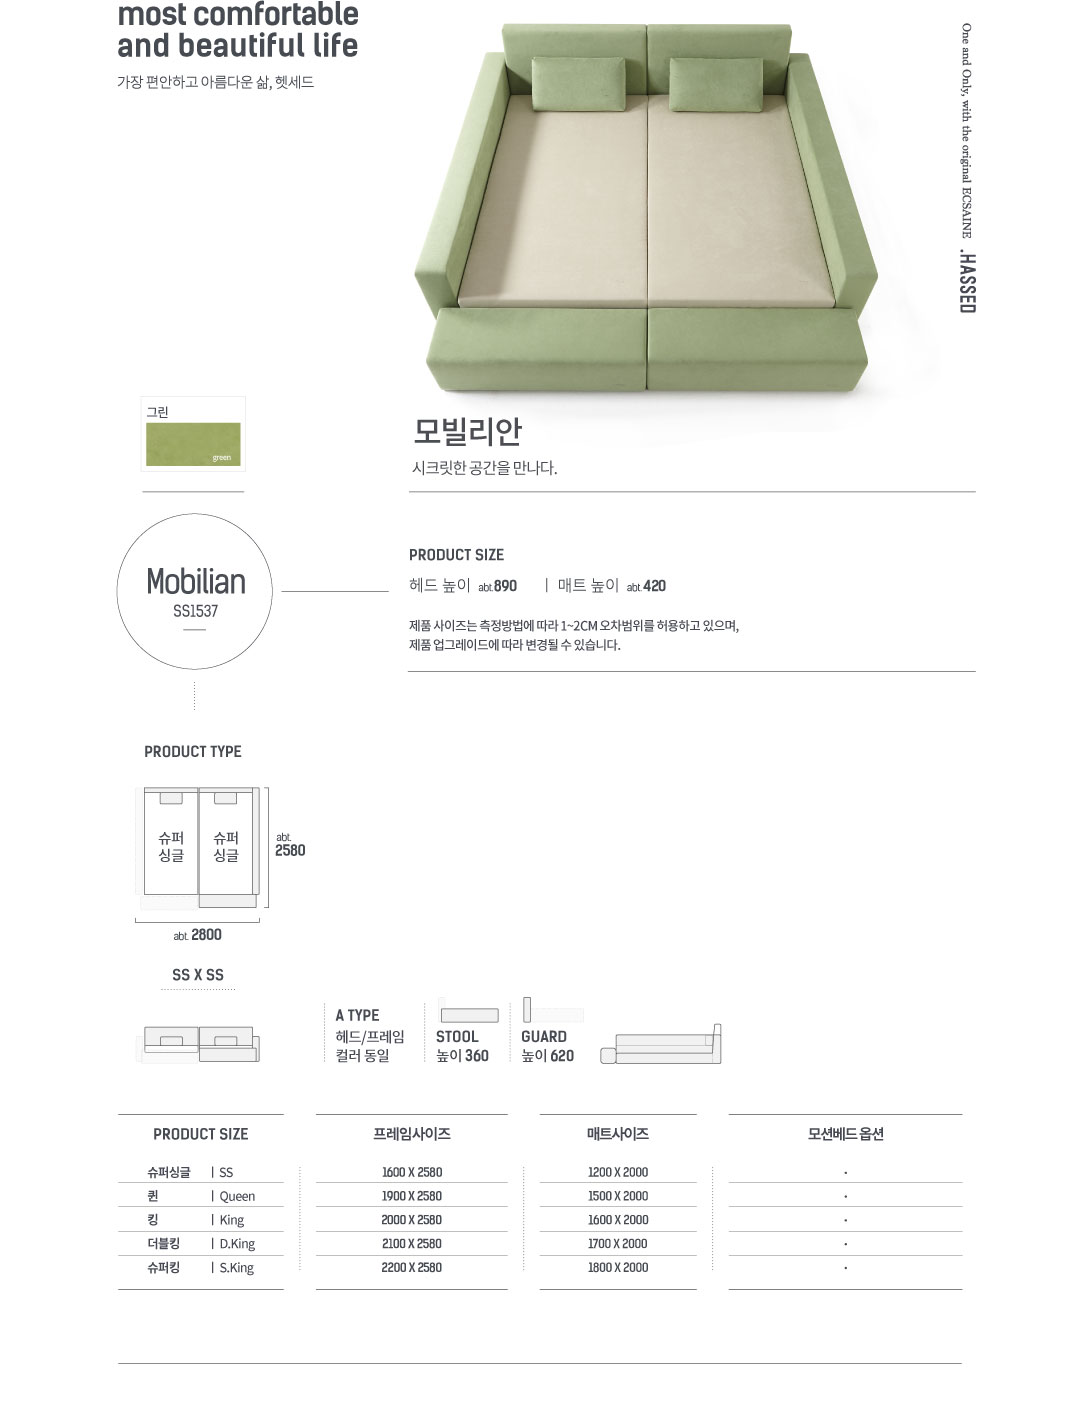 most comfortable
and beautiful life
가장 편안하고 아름다운 삶, 헷세드
One and Only, with the original ECSAINE .HASSED
그린
green
모빌리안
시크릿한 공간을 만나다.
Mobilian
SS1537
PRODUCT SIZE
헤드 높이 abt.890 | 매트 높이 abt.420
제품 사이즈는 측정방법에 따라 1~2CM 오차범위를 허용하고 있으며,
제품 업그레이드에 따라 변경될 수 있습니다.
PRODUCT TYPE
슈퍼 슈퍼
싱글 싱글
abt.
2580
abt. 2800
SS X SS
A TYPE
헤드/프레임
컬러 동일
STOOL
높이 360
GUARD
높이 620
PRODUCT SIZE 프레임사이즈 매트사이즈 모션베드 옵션
슈퍼싱글 | SS 1600 X 2580 1200 X 2000 ·
퀸 | Queen 1900 X 2580 1500 X 2000 ·
킹 | King 2000 X 2580 1600 X 2000 ·
더블킹 | D.King 2100 X 2580 1700 X 2000 ·
슈퍼킹 | S.King 2200 X 2580 1800 X 2000 ·